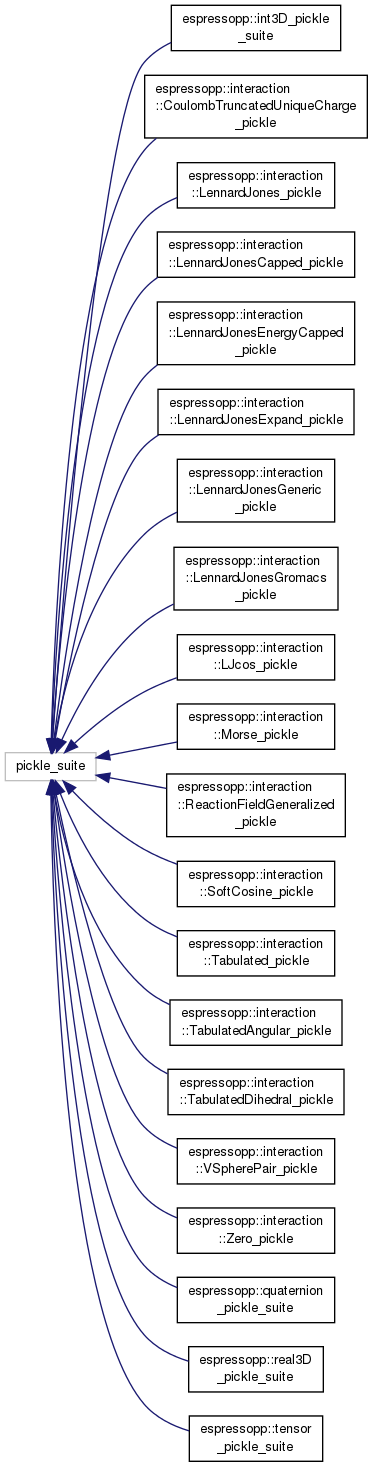 espressopp::int3D_pickle
_suite
espressopp::interaction
::CoulombTruncatedUniqueCharge
_pickle
espressopp::interaction
::LennardJones_pickle
espressopp::interaction
::LennardJonesCapped_pickle
espressopp::interaction
::LennardJonesEnergyCapped
_pickle
espressopp::interaction
::LennardJonesExpand_pickle
espressopp::interaction
::LennardJonesGeneric
_pickle
espressopp::interaction
::LennardJonesGromacs
_pickle
espressopp::interaction
::LJcos_pickle
espressopp::interaction
::Morse_pickle
pickle_suite
espressopp::interaction
::ReactionFieldGeneralized
_pickle
espressopp::interaction
::SoftCosine_pickle
espressopp::interaction
::Tabulated_pickle
espressopp::interaction
::TabulatedAngular_pickle
espressopp::interaction
::TabulatedDihedral_pickle
espressopp::interaction
::VSpherePair_pickle
espressopp::interaction
::Zero_pickle
espressopp::quaternion
_pickle_suite
espressopp::real3D
_pickle_suite
espressopp::tensor
_pickle_suite